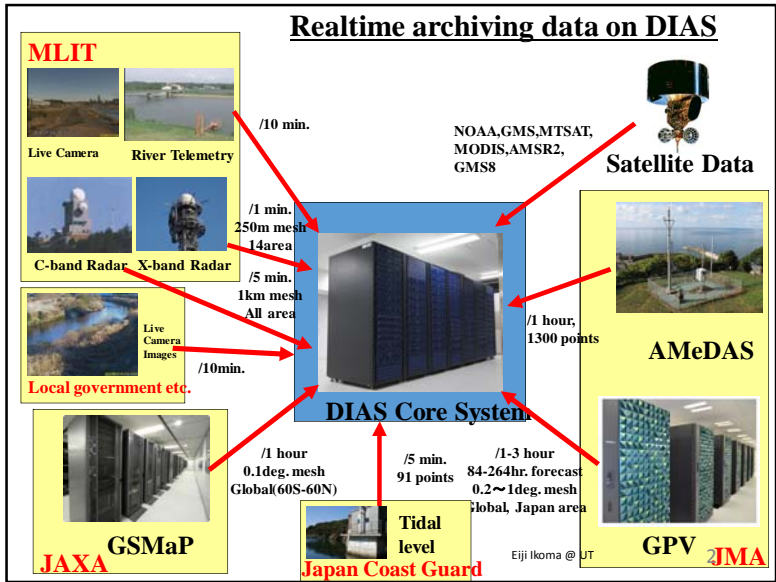 Realtime archiving data on DIAS
MLIT
Live Camera
River Telemetry
/10 min.
C-band Radar
X-band Radar
/1 min.
250m mesh
14area
/5 min.
1km mesh
All area
Live
Camera
Images
Local government etc.
/10min.
NOAA,GMS,MTSAT,
MODIS,AMSR2,
GMS8
Satellite Data
/1 hour,
1300 points
AMeDAS
DIAS Core System
/1 hour
0.1deg. mesh
Global(60S-60N)
GSMaP
JAXA
/5 min.
91 points
Tidal
level
Japan Coast Guard
/1-3 hour
84-264hr. forecast
0.2〜1deg. mesh
Global, Japan area
GPV
JMA
Eiji Ikoma @ UT
2